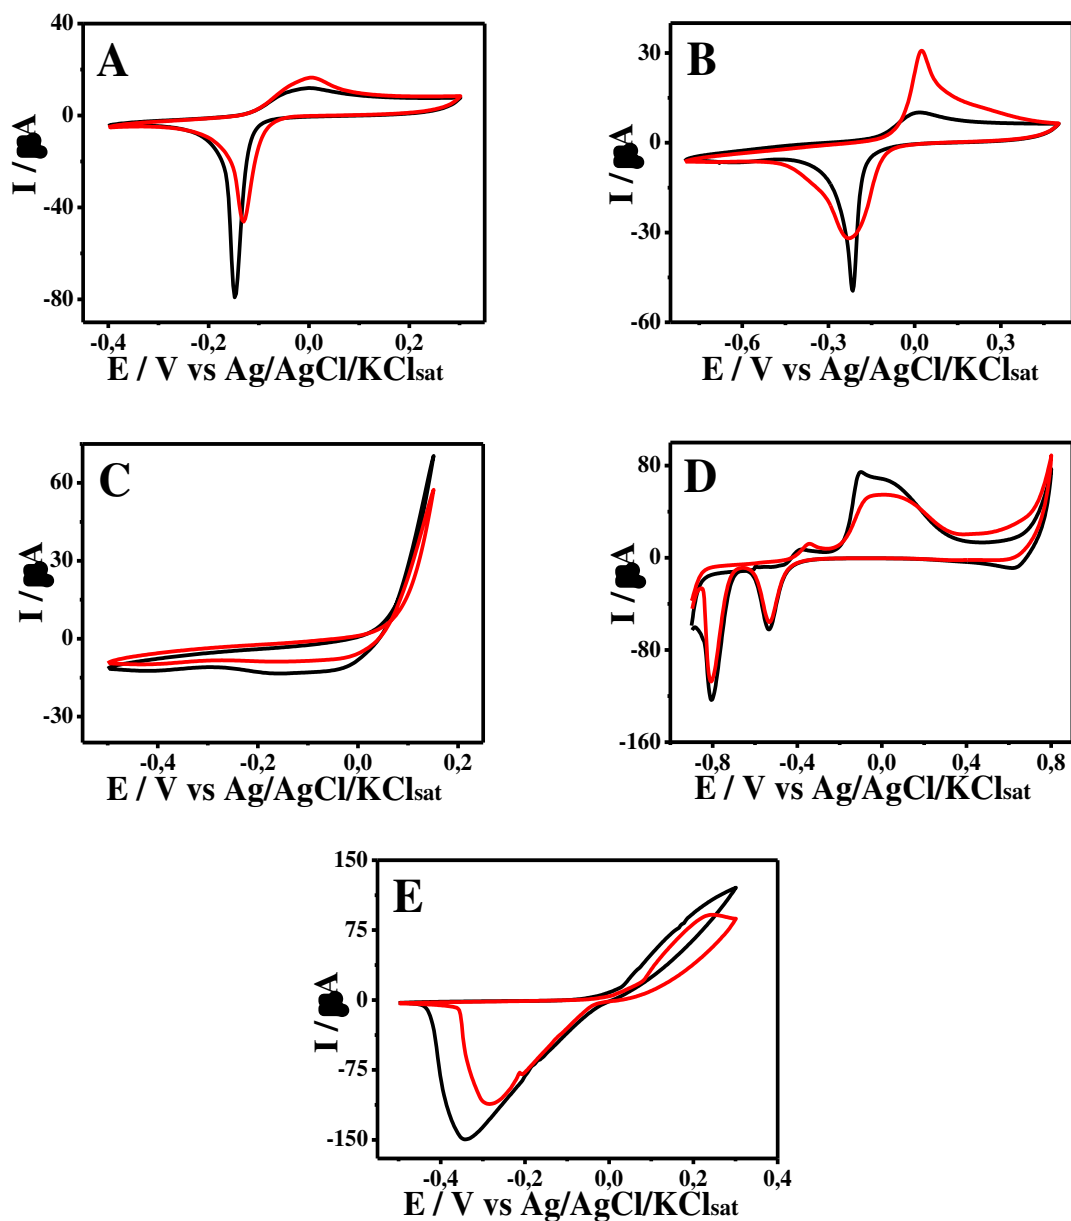 A
I / µA
40
0
-40
-80
-0,4 -0,2 0,0 0,2
E / V vs Ag/AgCl/KClsat
B
I / µA
30
0
-30
-60
-0,6 -0,3 0,0 0,3
E / V vs Ag/AgCl/KClsat
C
I / µA
60
30
0
-30
-0,4 -0,2 0,0 0,2
E / V vs Ag/AgCl/KClsat
D
I / µA
80
0
-80
-160
-0,8 -0,4 0,0 0,4 0,8
E / V vs Ag/AgCl/KClsat
E
I / µA
150
75
0
-75
-150
-0,4 -0,2 0,0 0,2 0,4
E / V vs Ag/AgCl/KClsat